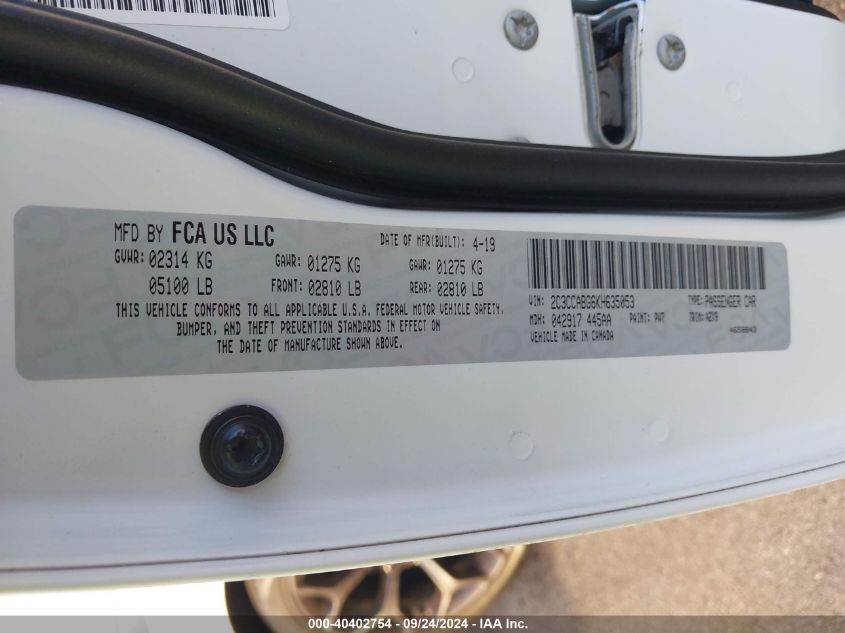 MFD BY FCA US LLC DATE OF MFR(BUILT): 4-19
GVWR: 02314 KG GAWR: 01275 KG GAWR: 01275 KG
05100 LB FRONT: 02810 LB REAR: 02810 LB
THIS VEHICLE CONFORMS TO ALL APPLICABLE U.S.A. FEDERAL MOTOR VEHICLE SAFETY,
BUMPER, AND THEFT PREVENTION STANDARDS IN EFFECT ON
THE DATE OF MANUFACTURE SHOWN ABOVE.
VIN: 2C3CCABG6KH635053 TYPE: PASSENGER CAR
MDH: 042917 445AA PAINT: PW7 TRIM: A2X9
VEHICLE MADE IN CANADA
000-40402754 - 09/24/2024 - IAA Inc.